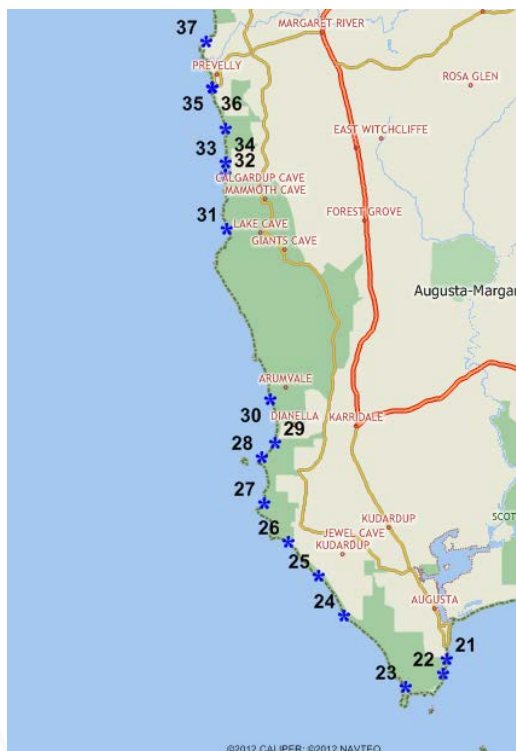 MARGARET RIVER
37
PREVELLY
ROSA GLEN
35
36
EAST WITCHCLIFFE
34
33
32
CALGARDUP CAVE
MAMMOTH CAVE
31
LAKE CAVE
FOREST GROVE
GIANTS CAVE
Augusta-Margar
ARUMVALE
30
DIANELLA
KARRIDALE
29
28
27
26
KUDARDUP
SCOT
JEWEL CAVE
KUDARDUP
25
24
AUGUSTA
21
22
23
©2012 CALIPER; ©2012 NAVTEQ